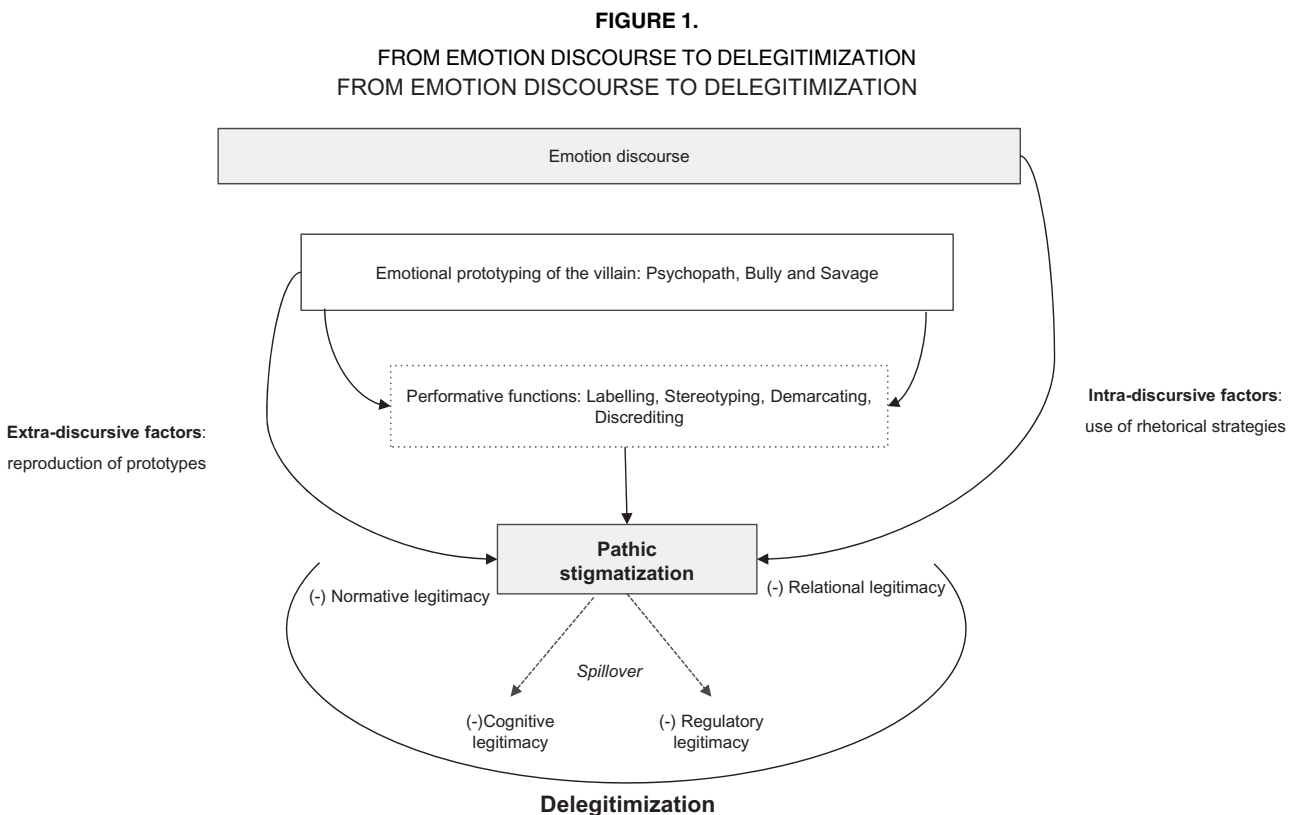 FIGURE 1.
FROM EMOTION DISCOURSE TO DELEGITIMIZATION
FROM EMOTION DISCOURSE TO DELEGITIMIZATION
Emotion discourse
Emotional prototyping of the villain: Psychopath, Bully and Savage
Performative functions: Labelling, Stereotyping, Demarcating,
Discrediting
Extra-discursive factors:
reproduction of prototypes
Intra-discursive factors:
use of rhetorical strategies
Pathic
stigmatization
(-) Normative legitimacy
(-) Relational legitimacy
Spillover
(-)Cognitive
legitimacy
(-) Regulatory
legitimacy
Delegitimization